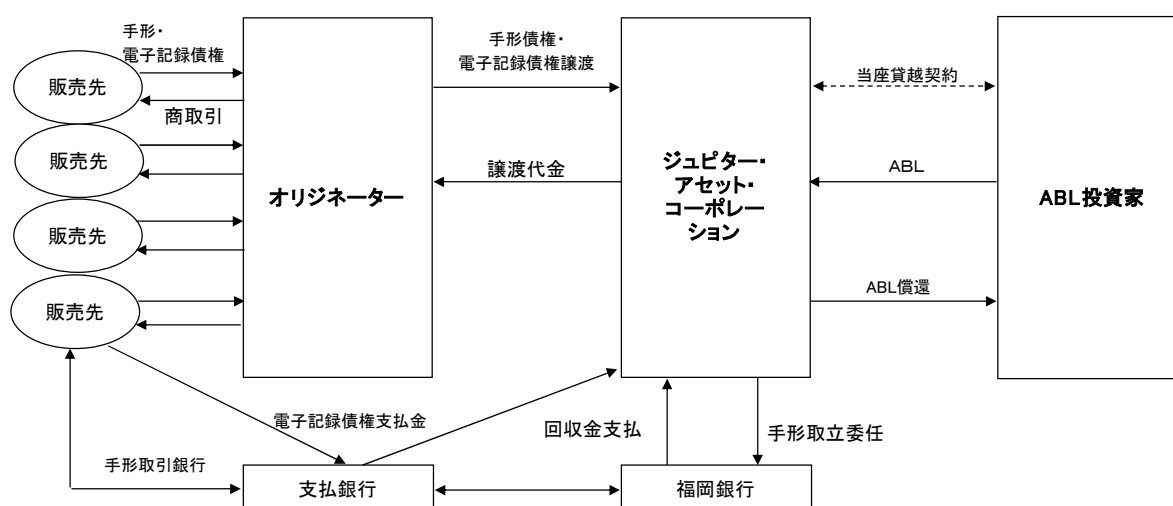 手形・
電子記録債権
手形債権・
電子記録債権譲渡
当座貸越契約
販売先
商取引
販売先
オリジネーター
譲渡代金
ジュピター・
アセット・
コーポレー
ション
ABL
ABL投資家
販売先
販売先
ABL償還
電子記録債権支払金
回収金支払
手形取立委任
手形取引銀行
支払銀行
福岡銀行